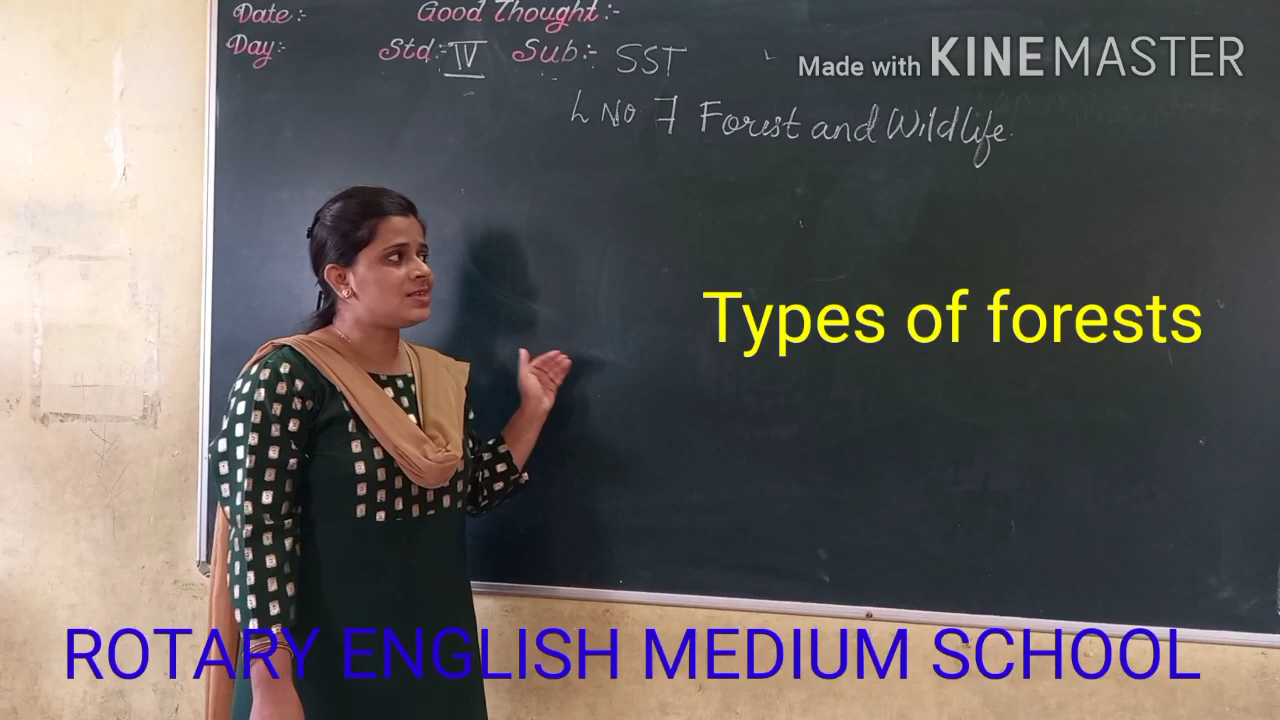 Date:- Good Thought:-
Day:- Std:- IV Sub:- SST
Made with KINEMASTER
L No 7 Forest and Wildlife
Types of forests
ROTARY ENGLISH MEDIUM SCHOOL